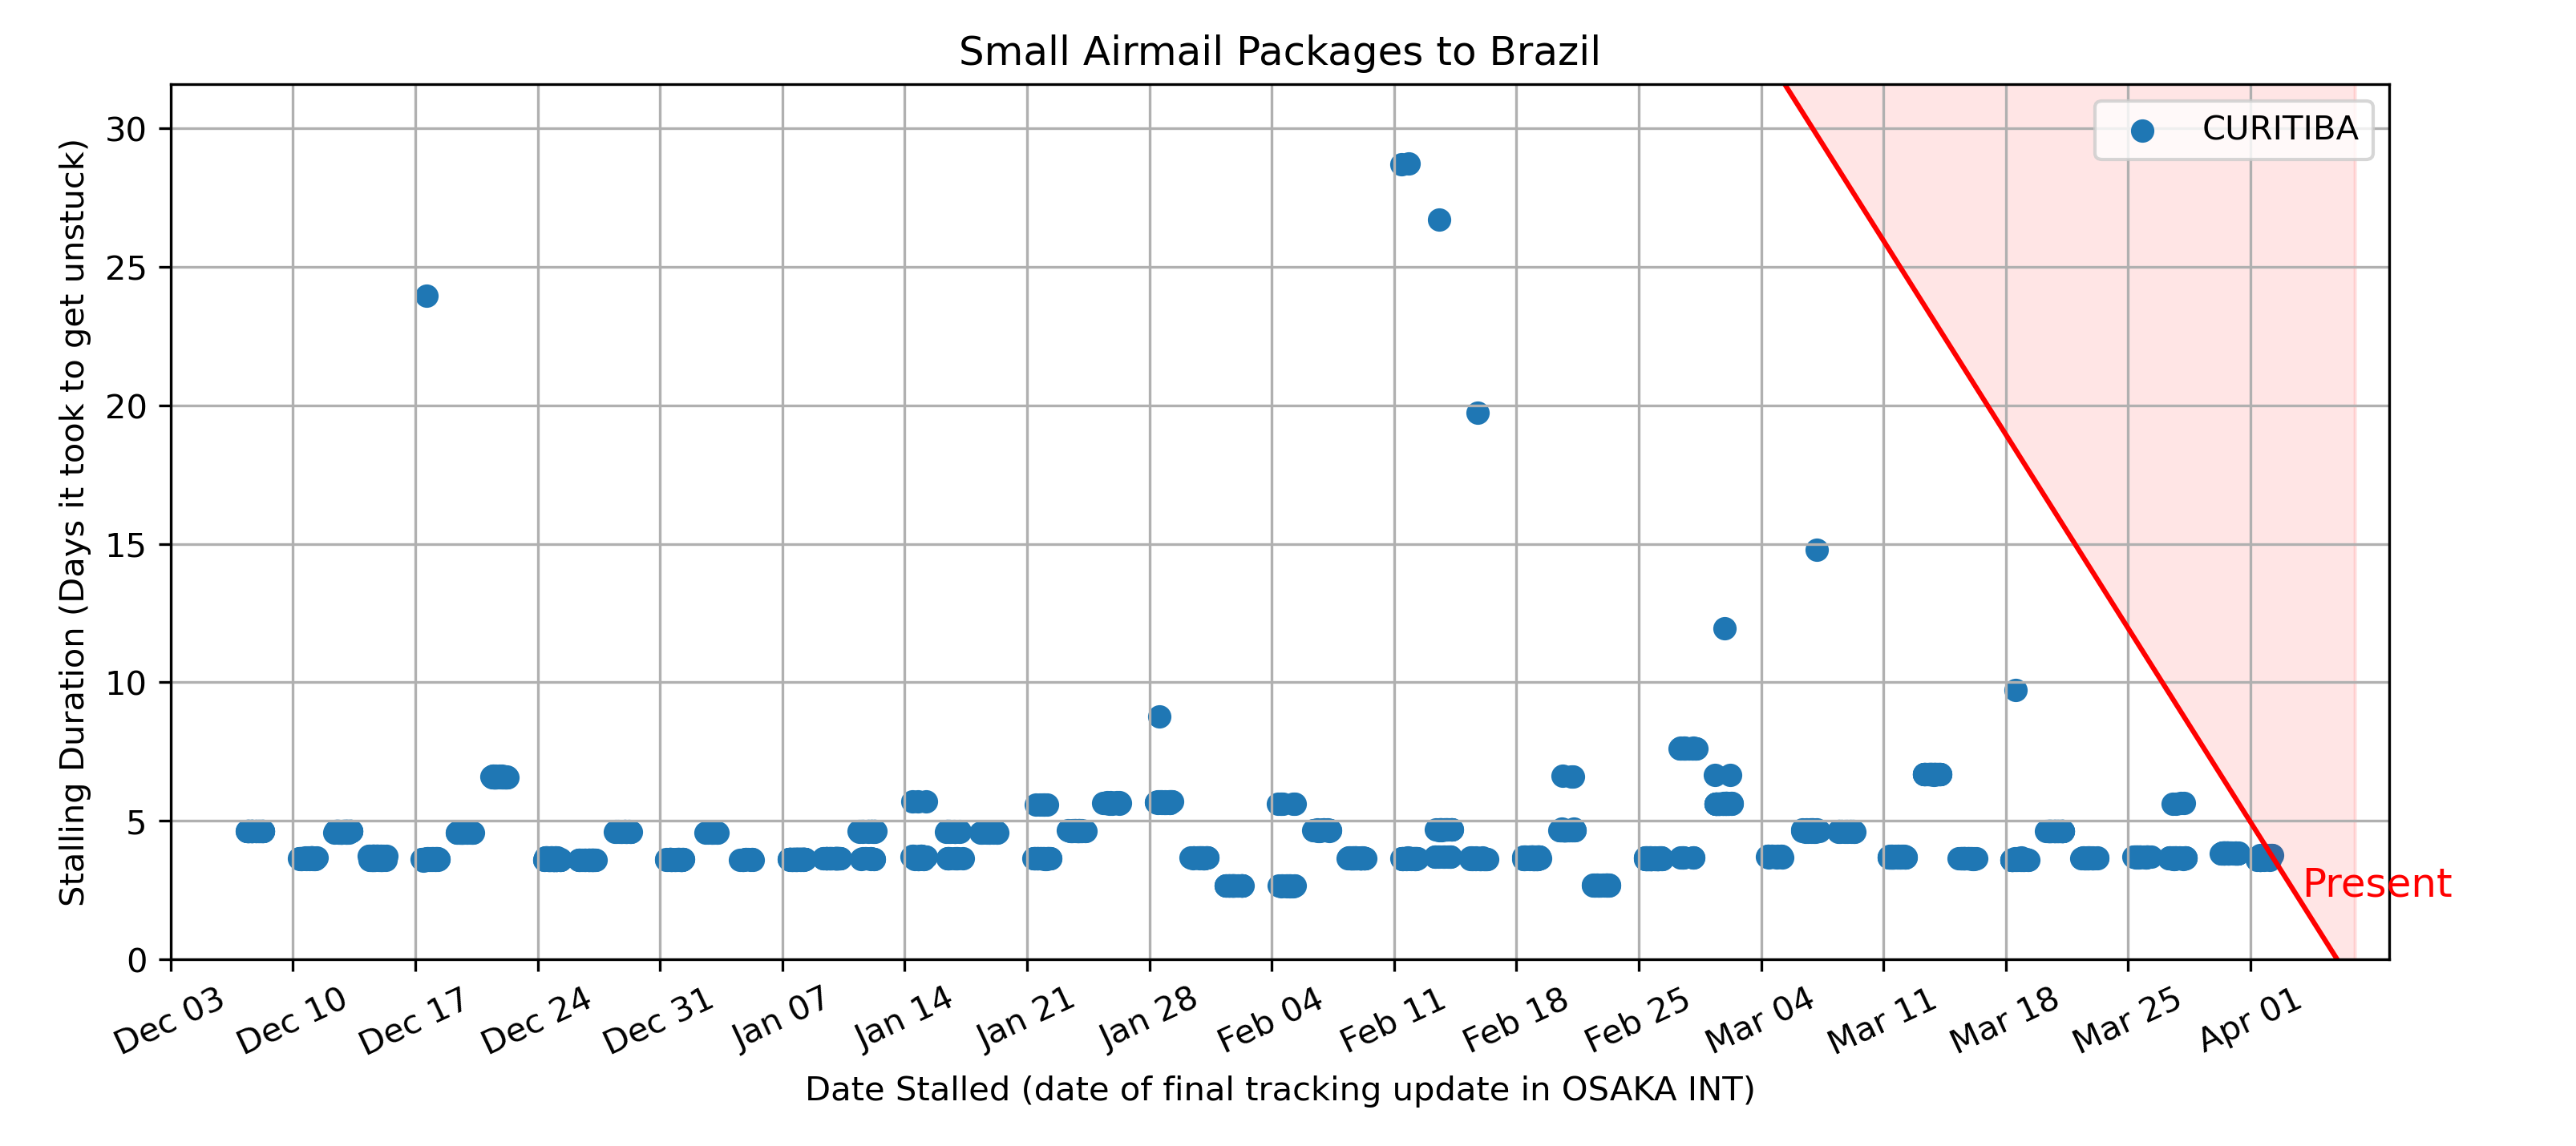 Small Airmail Packages to Brazil
Stalling Duration (Days it took to get unstuck)
30
25
20
15
10
5
0
CURITIBA
Present
Dec 03 Dec 10 Dec 17 Dec 24 Dec 31 Jan 07 Jan 14 Jan 21 Jan 28 Feb 04 Feb 11 Feb 18 Feb 25 Mar 04 Mar 11 Mar 18 Mar 25 Apr 01
Date Stalled (date of final tracking update in OSAKA INT)